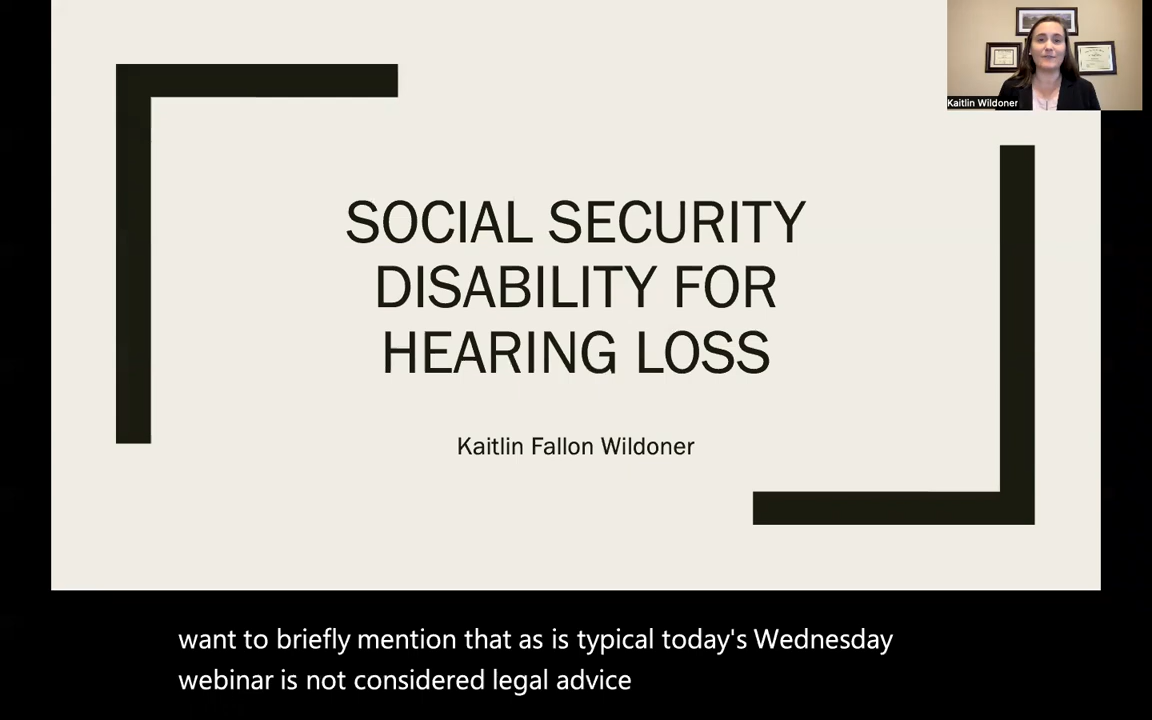 Kaitlin Wildoner
SOCIAL SECURITY
DISABILITY FOR
HEARING LOSS
Kaitlin Fallon Wildoner
want to briefly mention that as is typical today's Wednesday
webinar is not considered legal advice